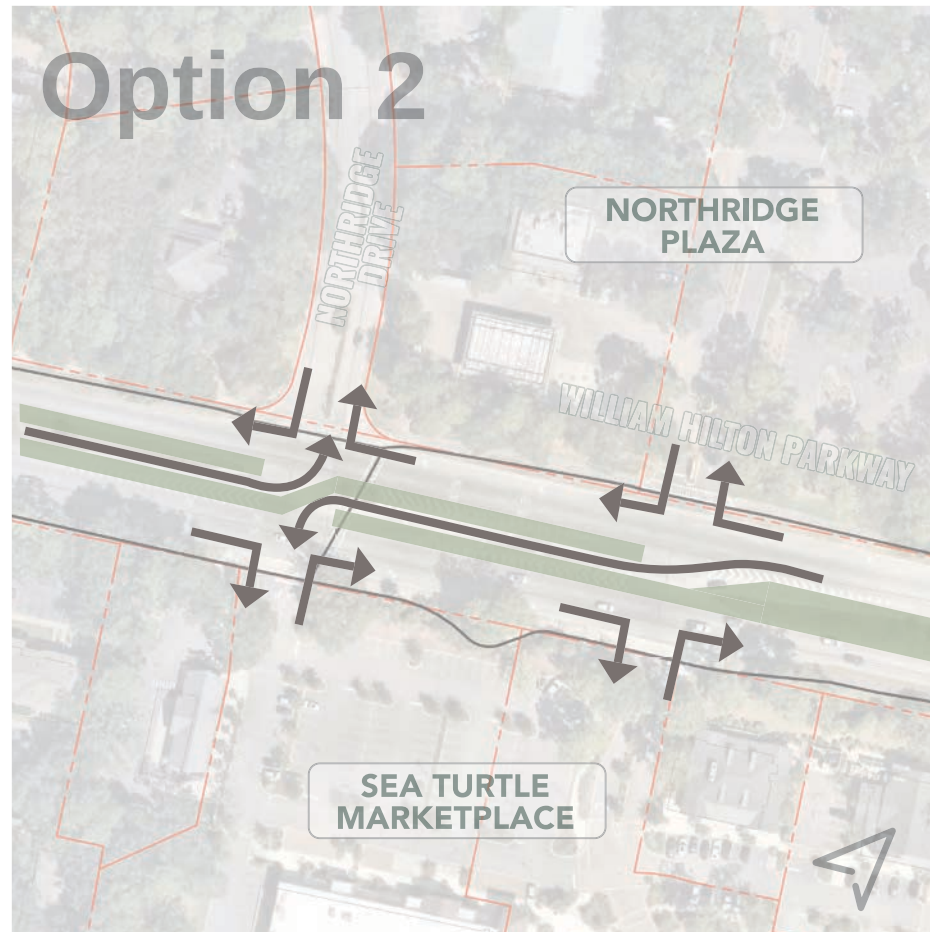 Option 2
NORTHRIDGE
DRIVE
NORTHRIDGE
PLAZA
WILLIAM HILTON PARKWAY
SEA TURTLE
MARKETPLACE